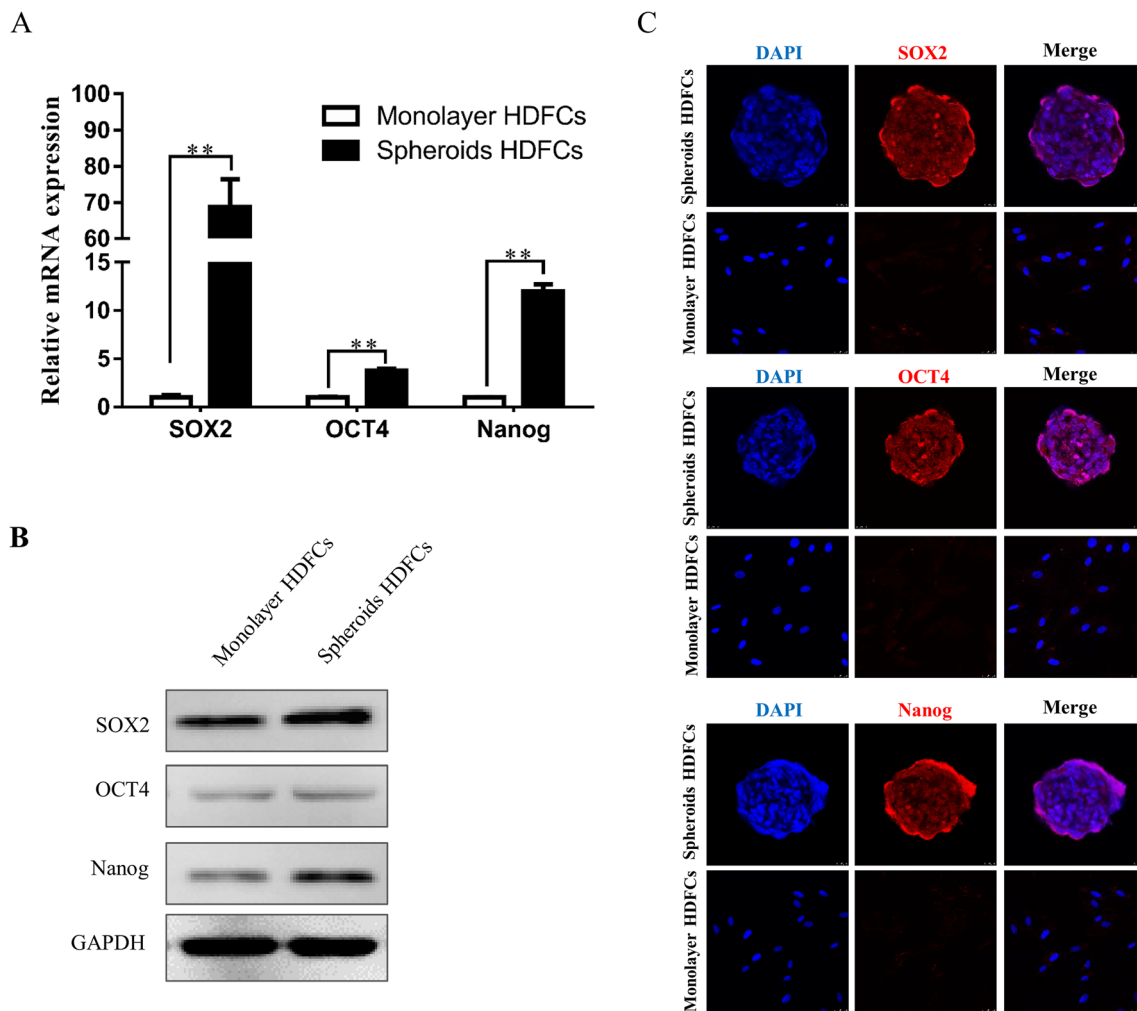 A
Relative mRNA expression
100
90
80
70
60
15
10
5
0
Monolayer HDFCs
Spheroids HDFCs
**
**
**
SOX2 OCT4 Nanog
B
Monolayer HDFCs
Spheroids HDFCs
SOX2
OCT4
Nanog
GAPDH
C
DAPI SOX2 Merge
Spheroids HDFCs
Monolayer HDFCs
DAPI OCT4 Merge
Spheroids HDFCs
Monolayer HDFCs
DAPI Nanog Merge
Spheroids HDFCs
Monolayer HDFCs